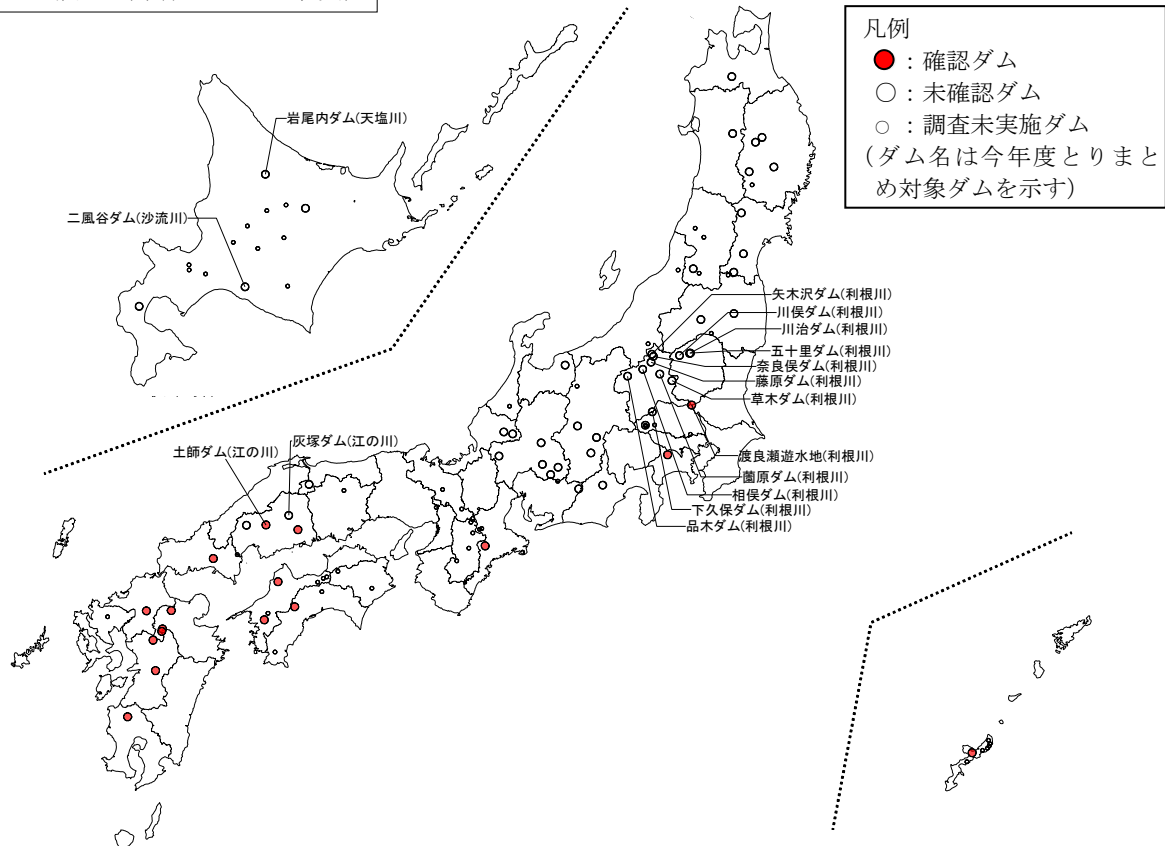 凡例
●：確認ダム
○：未確認ダム
○：調査未実施ダム
(ダム名は今年度とりまと
め対象ダムを示す)
岩尾内ダム(天塩川)
二風谷ダム(沙流川)
矢木沢ダム(利根川)
川俣ダム(利根川)
川治ダム(利根川)
五十里ダム(利根川)
奈良俣ダム(利根川)
藤原ダム(利根川)
草木ダム(利根川)
灰塚ダム(江の川)
土師ダム(江の川)
渡良瀬遊水地(利根川)
薗原ダム(利根川)
相俣ダム(利根川)
下久保ダム(利根川)
品木ダム(利根川)